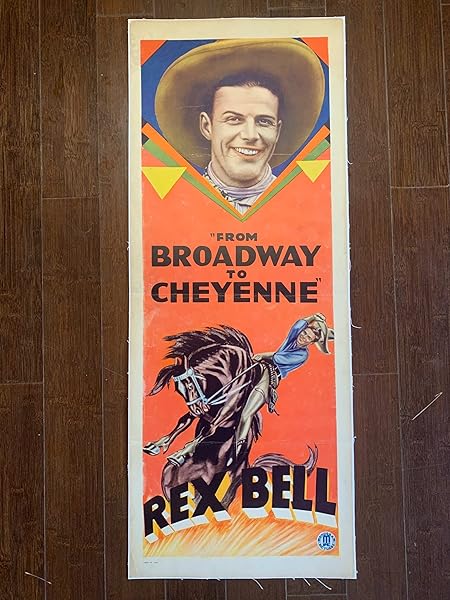 "FROM
BROADWAY
TO
CHEYENNE"
REX BELL